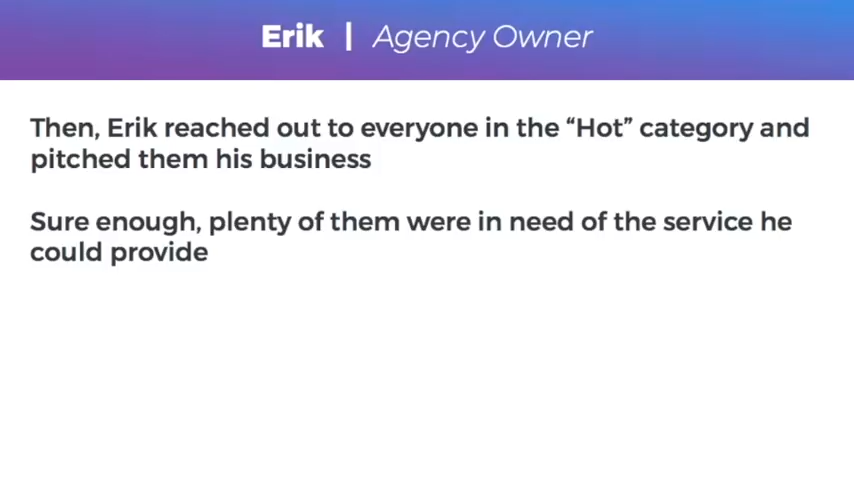 Erik | Agency Owner
Then, Erik reached out to everyone in the “Hot” category and
pitched them his business
Sure enough, plenty of them were in need of the service he
could provide